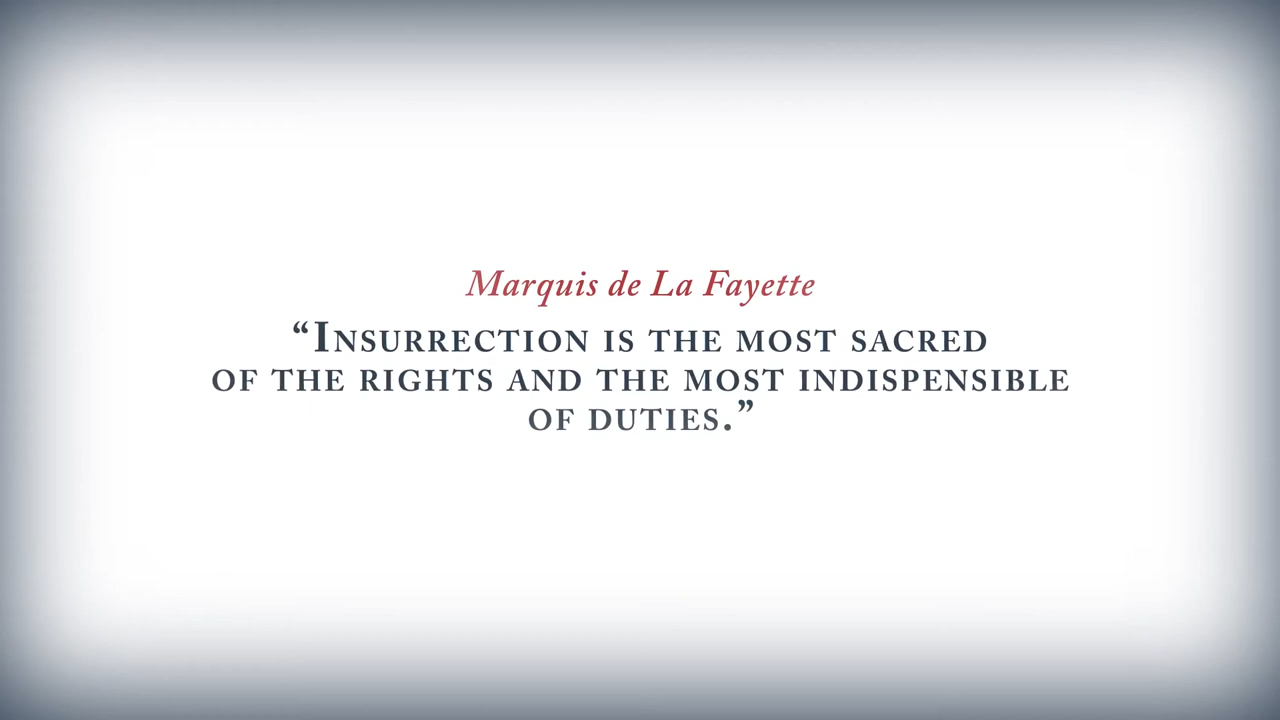 Marquis de La Fayette
“Insurrection is the most sacred
of the rights and the most indispensible
of duties.”